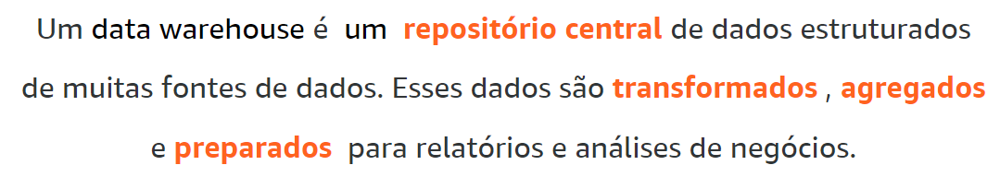 Um data warehouse é um repositório central de dados estruturados
de muitas fontes de dados. Esses dados são transformados , agregados
e preparados para relatórios e análises de negócios.